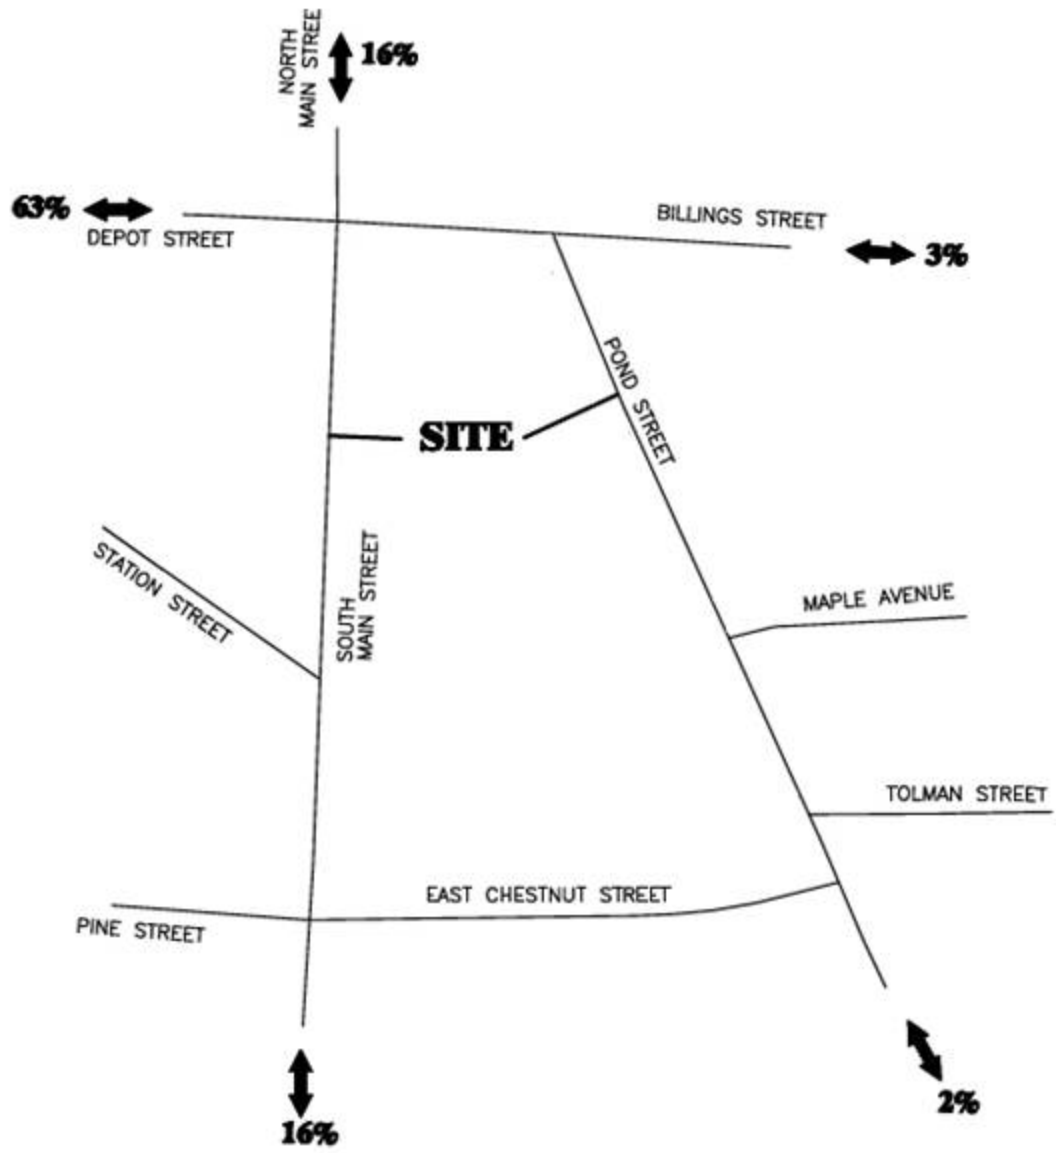 NORTH
MAIN STREE
16%
63%
DEPOT STREET
BILLINGS STREET
3%
POND STREET
SITE
STATION STREET
SOUTH
MAIN STREET
MAPLE AVENUE
TOLMAN STREET
EAST CHESTNUT STREET
PINE STREET
16%
2%